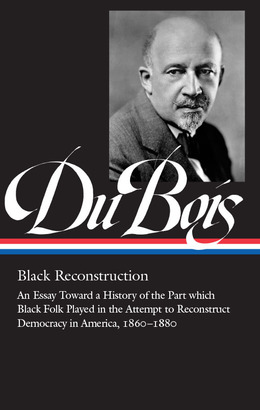 Du Bois
Black Reconstruction
An Essay Toward a History of the Part which
Black Folk Played in the Attempt to Reconstruct
Democracy in America, 1860–1880